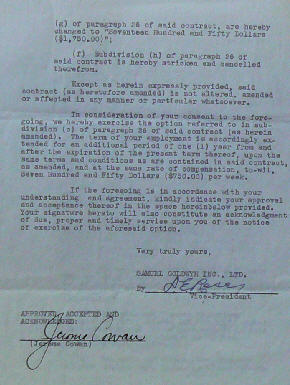 (g) of paragraph 26 of said contract, are hereby
changed to "Seventeen Hundred and Fifty Dollars
($1,750.00)";
(f) Subdivision (h) of paragraph 26 of
said contract is hereby stricken and cancelled
therefrom.
Except as herein expressly provided, said
contract (as heretofore amended) is not altered, amended
or affected in any manner or particular whatsoever.
In consideration of your consent to the fore-
going, we hereby exercise the option referred to in sub-
division (c) of paragraph 26 of said contract (as herein
amended). The term of your employment is accordingly ex-
tended for an additional period of one (1) year from and
after the expiration of the present term thereof, upon the
same terms and conditions as are contained in said contract,
as amended, and at the same rate of compensation, to-wit,
Seven Hundred and Fifty Dollars ($750.00) per week.
If the foregoing is in accordance with your
understanding and agreement, kindly indicate your approval
and acceptance thereof in the space hereinbelow provided.
Your signature hereto will also constitute an acknowledgment
of due, proper and timely service upon you of the notice
of exercise of the aforesaid option.
Very truly yours,
SAMUEL GOLDWYN INC., LTD.
By
Vice-President
APPROVED, ACCEPTED AND
ACKNOWLEDGED:
Jerome Cowan
(Jerome Cowan)